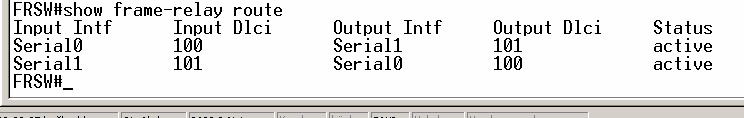 FRSW#show frame-relay route
Input Intf Input Dlci Output Intf Output Dlci Status
Serial0 100 Serial1 101 active
Serial1 101 Serial0 100 active
FRSW#_